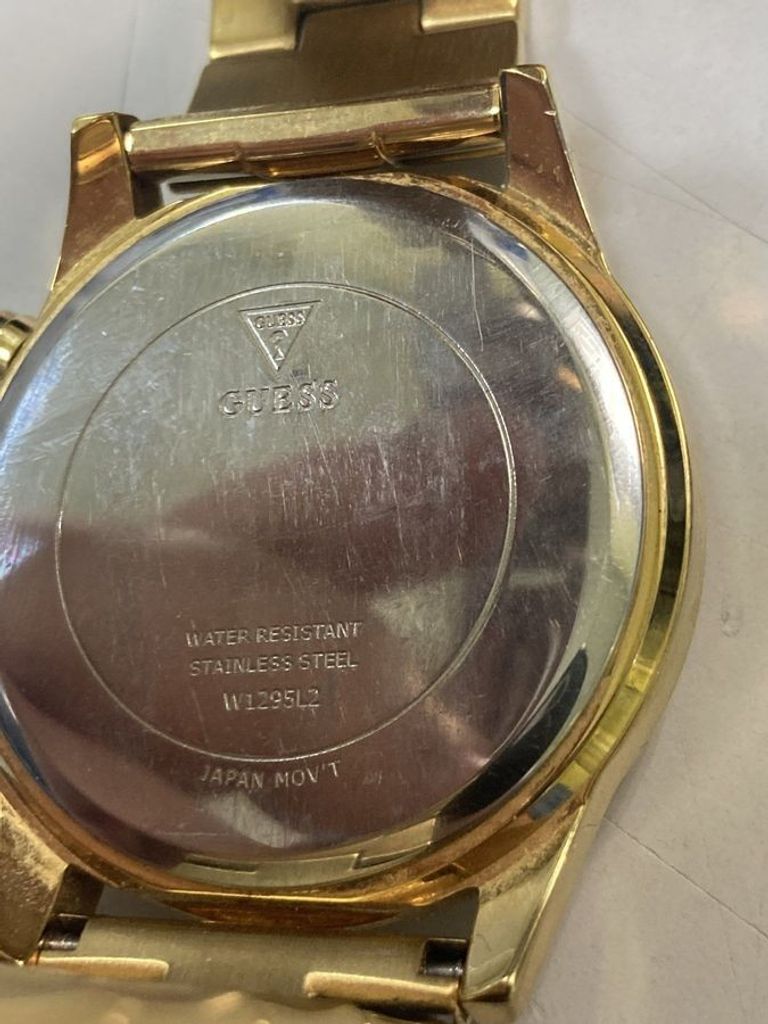 GUESS
?
GUESS
WATER RESISTANT
STAINLESS STEEL
W1295L2
JAPAN MOV'T